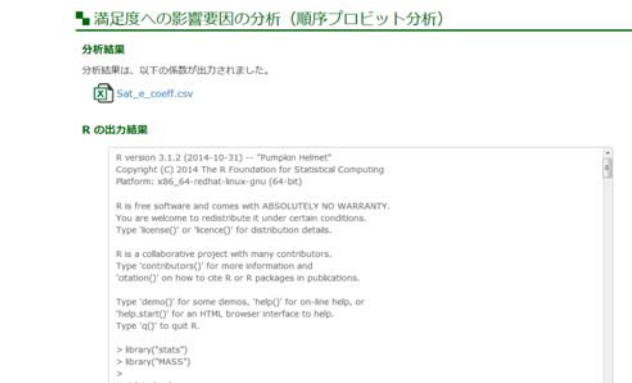 満足度への影響要因の分析（順序プロビット分析）
分析結果
分析結果は、以下の係数が出力されました。
Sat_e_coeff.csv
R の出力結果
R version 3.1.2 (2014-10-31) -- "Pumpkin Helmet"
Copyright (C) 2014 The R Foundation for Statistical Computing
Platform: x86_64-redhat-linux-gnu (64-bit)
R is free software and comes with ABSOLUTELY NO WARRANTY.
You are welcome to redistribute it under certain conditions.
Type 'license()' or 'licence()' for distribution details.
R is a collaborative project with many contributors.
Type 'contributors()' for more information and
'citation()' on how to cite R or R packages in publications.
Type 'demo()' for some demos, 'help()' for on-line help, or
'help.start()' for an HTML browser interface to help.
Type 'q()' to quit R.
> library("stats")
> library("MASS")
>